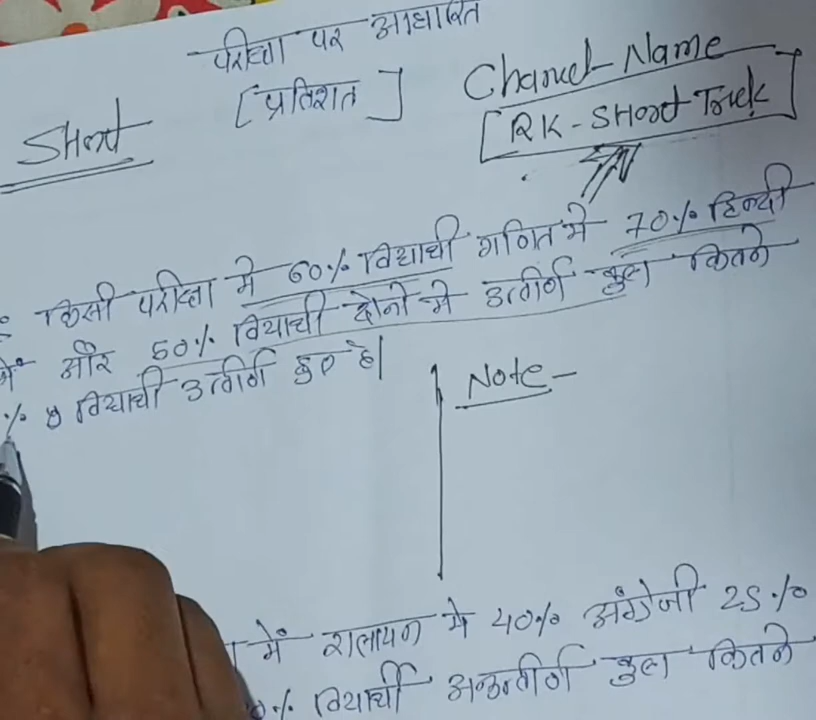 परीक्षा पर आधारित
[प्रतिशत]
Channel Name
[RK-SHort Trick]
SHort
किसी परीक्षा में 60% विद्यार्थी गणित मे 70% हिन्दी
में और 50% विद्यार्थी दोनों मे उत्तीर्ण कुल कितने
% विद्यार्थी उत्तीर्ण हुए है।
Note-
में रसायन मे 40% अंग्रेजी 25%
0% विद्यार्थी अनुत्तीर्ण कुल कितने